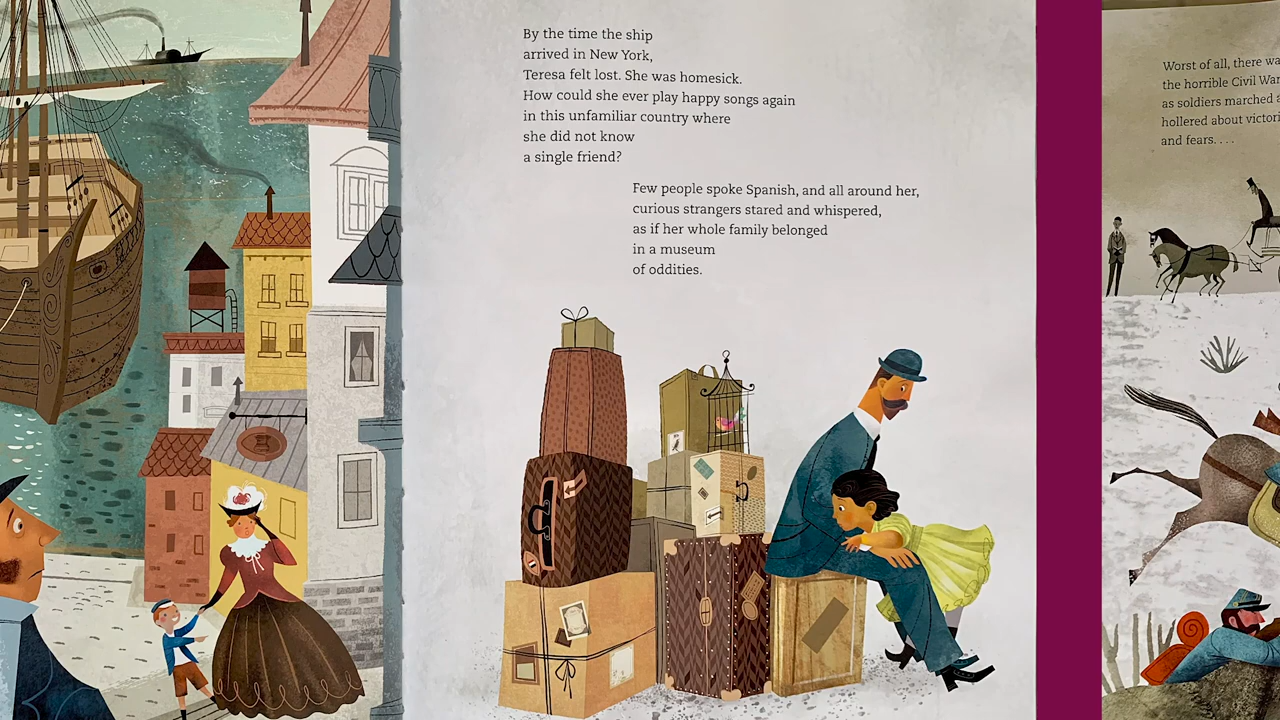 By the time the ship
arrived in New York,
Teresa felt lost. She was homesick.
How could she ever play happy songs again
in this unfamiliar country where
she did not know
a single friend?
Few people spoke Spanish, and all around her,
curious strangers stared and whispered,
as if her whole family belonged
in a museum
of oddities.
Worst of all, there
the horrible Civil War
as soldiers marched
hollered about
and fears. . . .